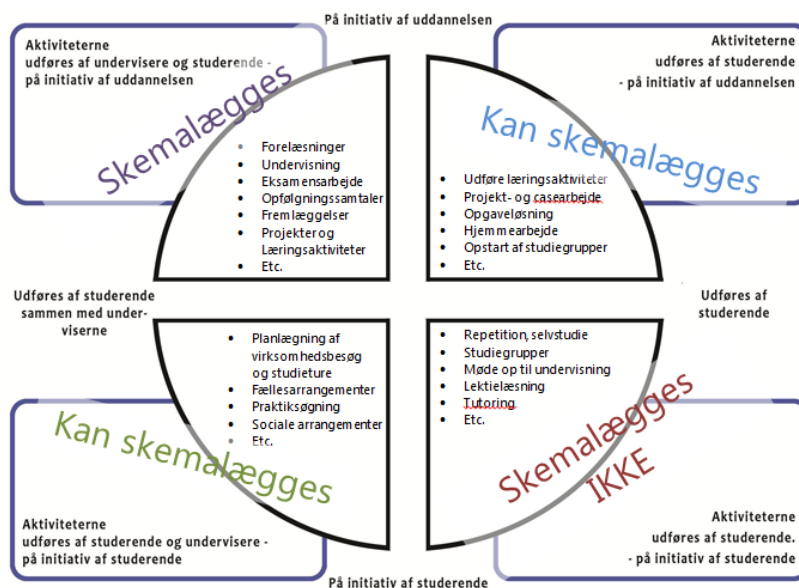 På initiativ af uddannelsen
Aktiviteterne
udføres af undervisere og studerende -
på initiativ af uddannelsen
Skemalægges
• Forelæsninger
• Undervisning
• Eksamensarbejde
• Opfølgningssamtaler
• Fremlæggelser
• Projekter og
Læringsaktiviteter
• Etc.
Aktiviteterne
udføres af studerende
- på initiativ af uddannelsen
Kan skemalægges
• Udføre læringsaktiviteter
• Projekt- og casearbejde
• Opgaveløsning
• Hjemmearbejde
• Opstart af studiegrupper
• Etc.
Udføres af studerende
sammen med under-
viserne
Udføres af
studerende
• Planlægning af
virksomhedsbesøg
og studieture
• Fællesarrangementer
• Praktiksøgning
• Sociale arrangementer
• Etc.
Kan skemalægges
Aktiviteterne
udføres af studerende og undervisere -
på initiativ af studerende
• Repetition, selvstudie
• Studiegrupper
• Møde op til undervisning
• Lektielæsning
• Tutoring
• Etc.
Skemalægges
IKKE
Aktiviteterne
udføres af studerende.
- på initiativ af studerende
På initiativ af studerende